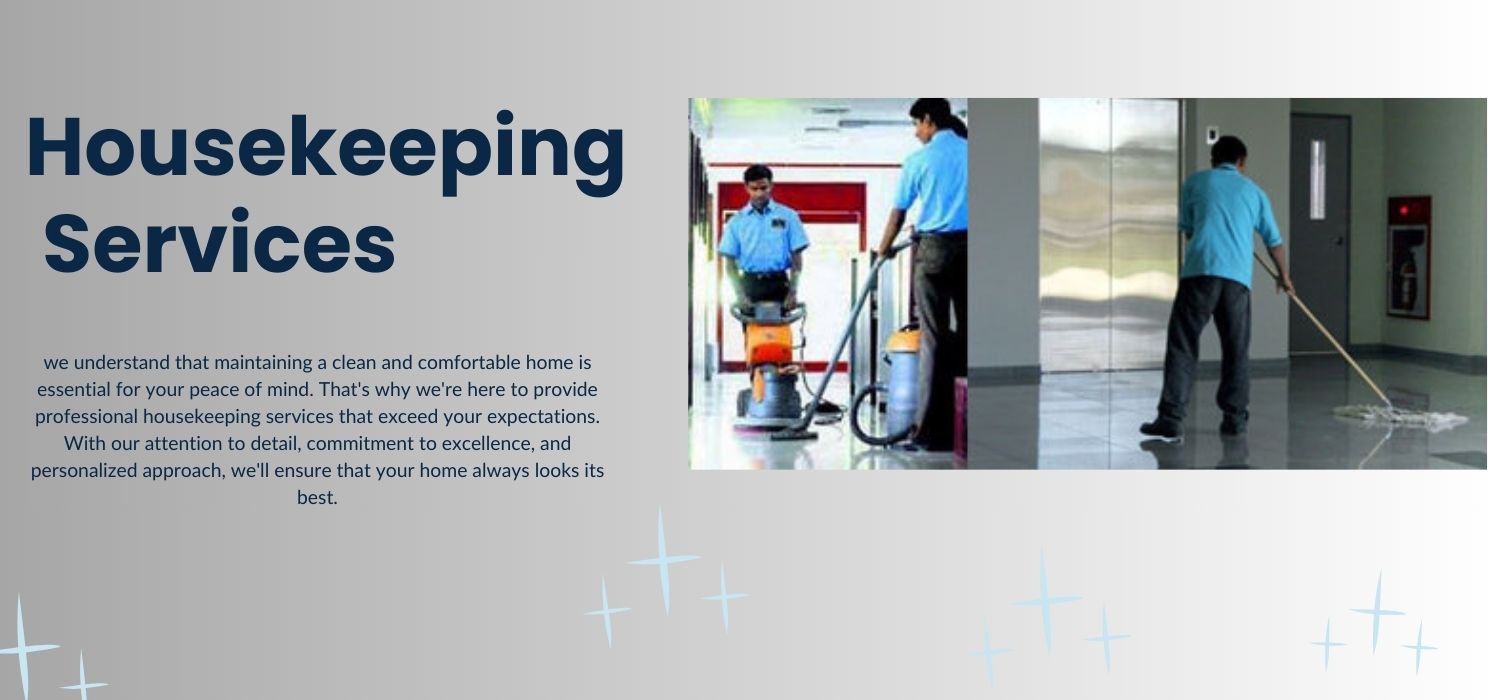 Housekeeping
Services
we understand that maintaining a clean and comfortable home is
essential for your peace of mind. That's why we're here to provide
professional housekeeping services that exceed your expectations.
With our attention to detail, commitment to excellence, and
personalized approach, we'll ensure that your home always looks its
best.